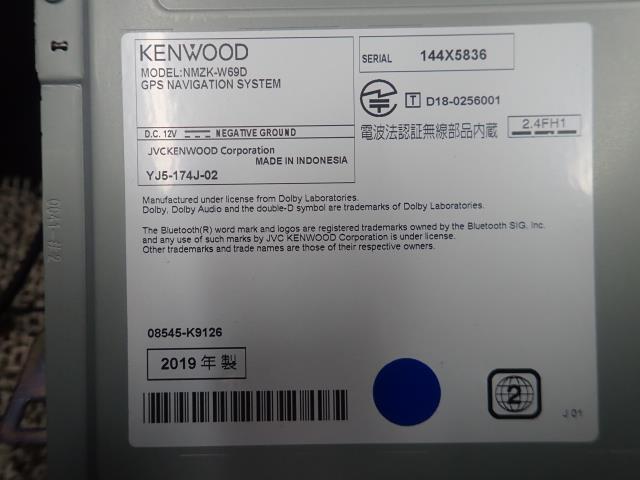 KENWOOD
MODEL:NMZK-W69D
GPS NAVIGATION SYSTEM
SERIAL 144X5836
T D18-0256001
電波法認証無線部品内蔵 2.4FH1
D.C. 12V NEGATIVE GROUND
JVCKENWOOD Corporation
MADE IN INDONESIA
YJ5-174J-02
Manufactured under license from Dolby Laboratories.
Dolby, Dolby Audio and the double-D symbol are trademarks of Dolby Laboratories.
The Bluetooth(R) word mark and logos are registered trademarks owned by the Bluetooth SIG, Inc.
and any use of such marks by JVC KENWOOD Corporation is under license.
Other trademarks and trade names are those of their respective owners.
08545-K9126
2019 年 製
2
J 01